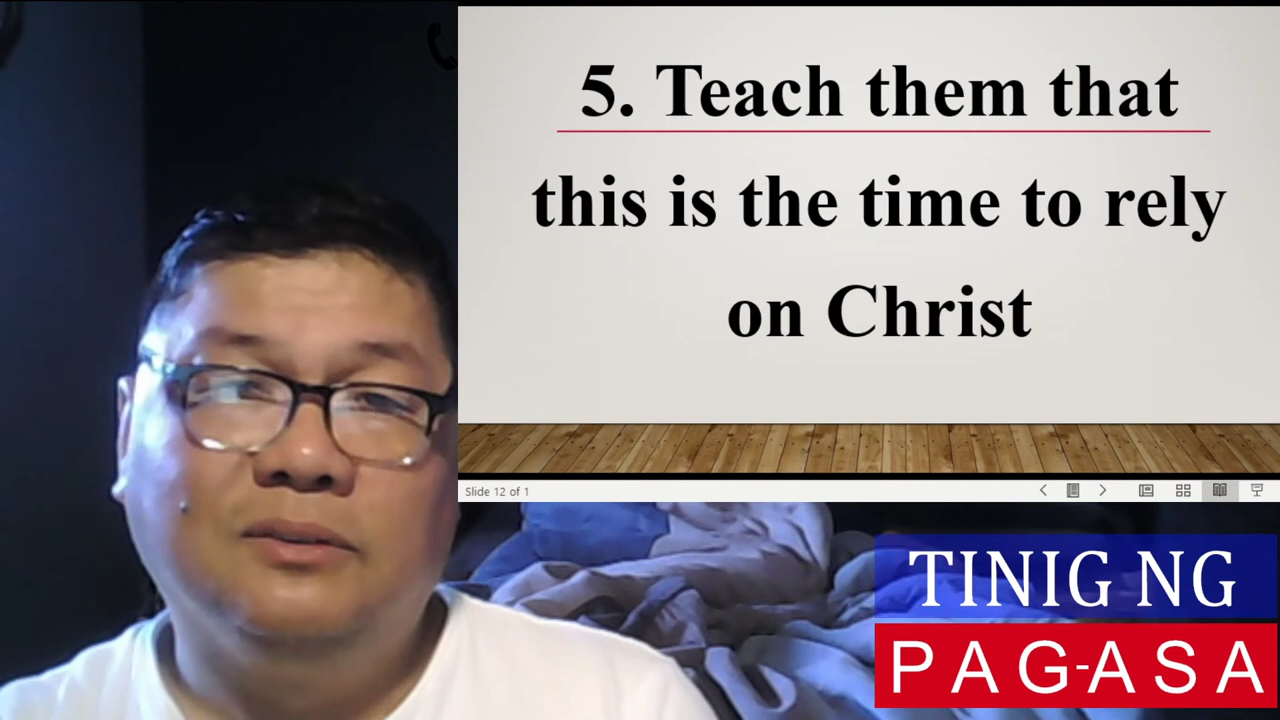 5. Teach them that
this is the time to rely
on Christ
Slide 12 of 1
TINIG NG
PAG-ASA